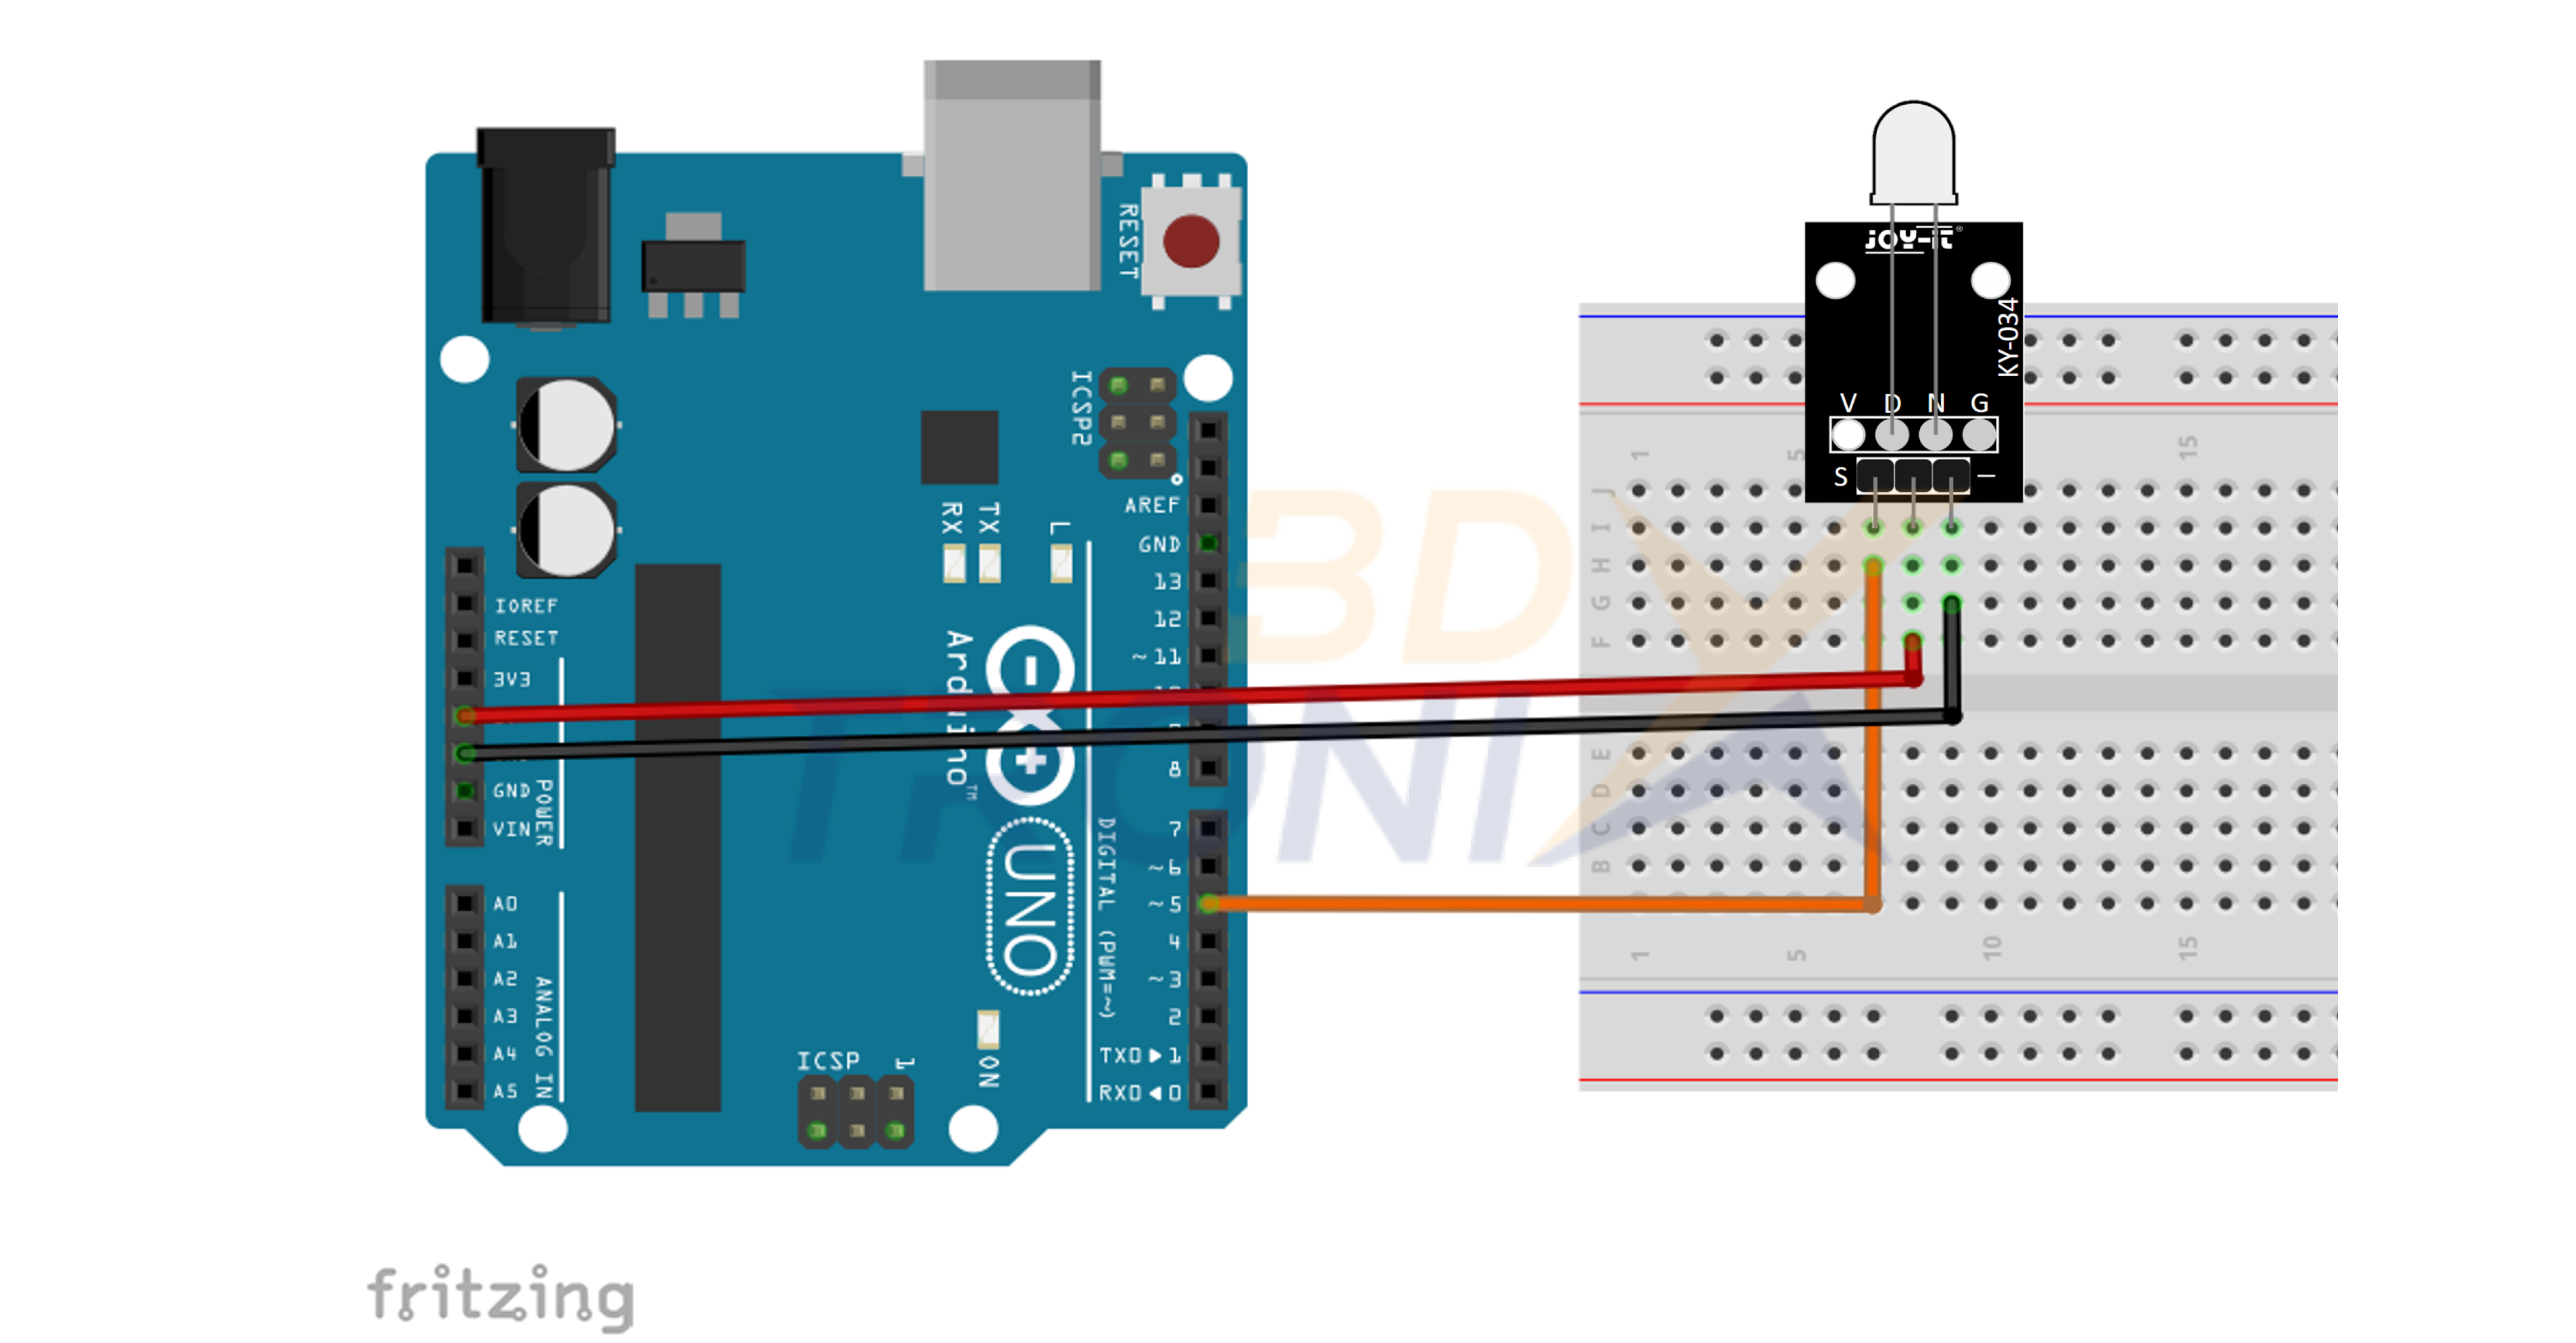 RESET
JOY-IT®
KY-034
V D N G
S —
ICSP2
AREF
GND
13
12
~11
8
7
~6
~5
4
~3
2
TX0▶1
RX0◀0
RX
TX
L
IOREF
RESET
3V3
GND
VIN
POWER
A0
A1
A2
A3
A4
A5
ANALOG IN
Arduino™
UNO
DIGITAL (PWM=~)
ON
ICSP
1
1
5
15
J
I
H
G
F
E
D
C
B
1
5
10
15
BD
TRONIX
fritzing